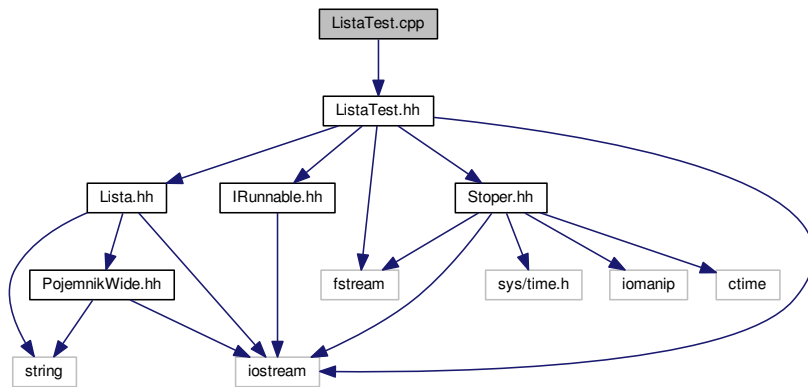 ListaTest.cpp
ListaTest.hh
Lista.hh
IRunnable.hh
Stoper.hh
PojemnikWide.hh
fstream
sys/time.h
iomanip
ctime
string
iostream